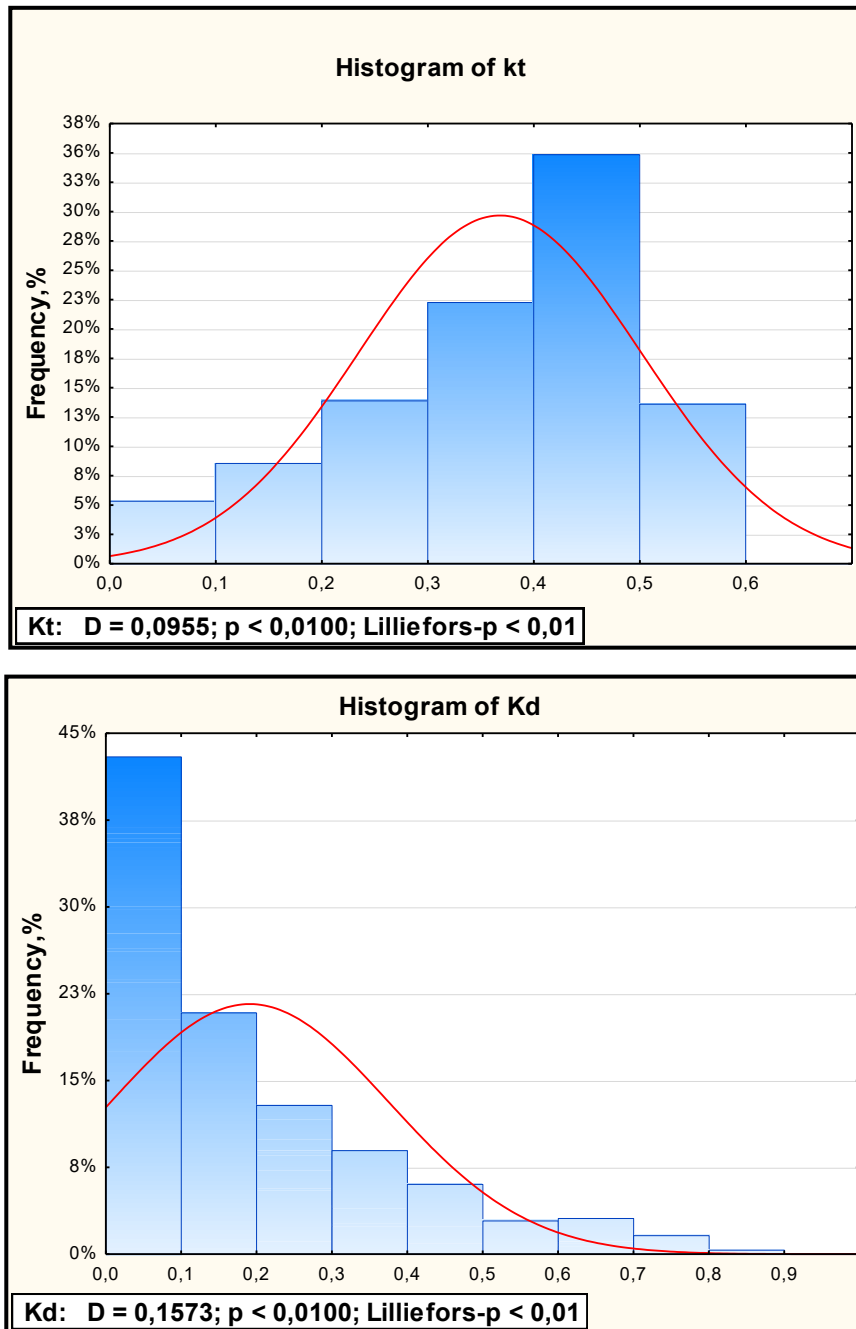 Histogram of kt
Frequency,%
38%
36%
33%
30%
28%
25%
23%
20%
18%
15%
13%
10%
8%
5%
3%
0%
0,0 0,1 0,2 0,3 0,4 0,5 0,6
Kt: D = 0,0955; p < 0,0100; Lilliefors-p < 0,01
Histogram of Kd
Frequency,%
45%
38%
30%
23%
15%
8%
0%
0,0 0,1 0,2 0,3 0,4 0,5 0,6 0,7 0,8 0,9
Kd: D = 0,1573; p < 0,0100; Lilliefors-p < 0,01